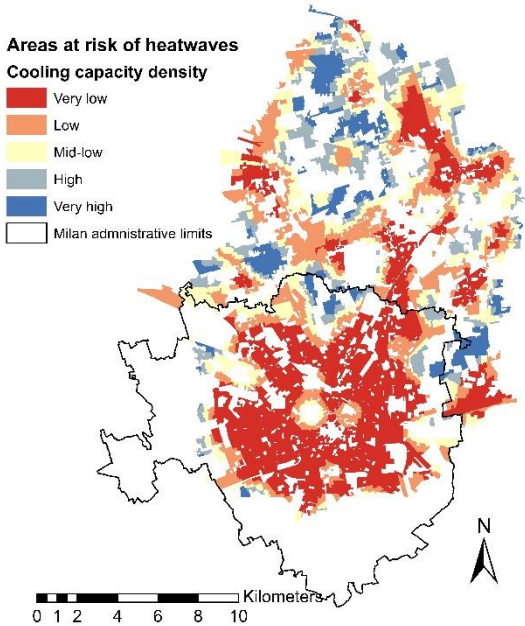 Areas at risk of heatwaves
Cooling capacity density
Very low
Low
Mid-low
High
Very high
Milan admnistrative limits
N
Kilometers
0 1 2 4 6 8 10